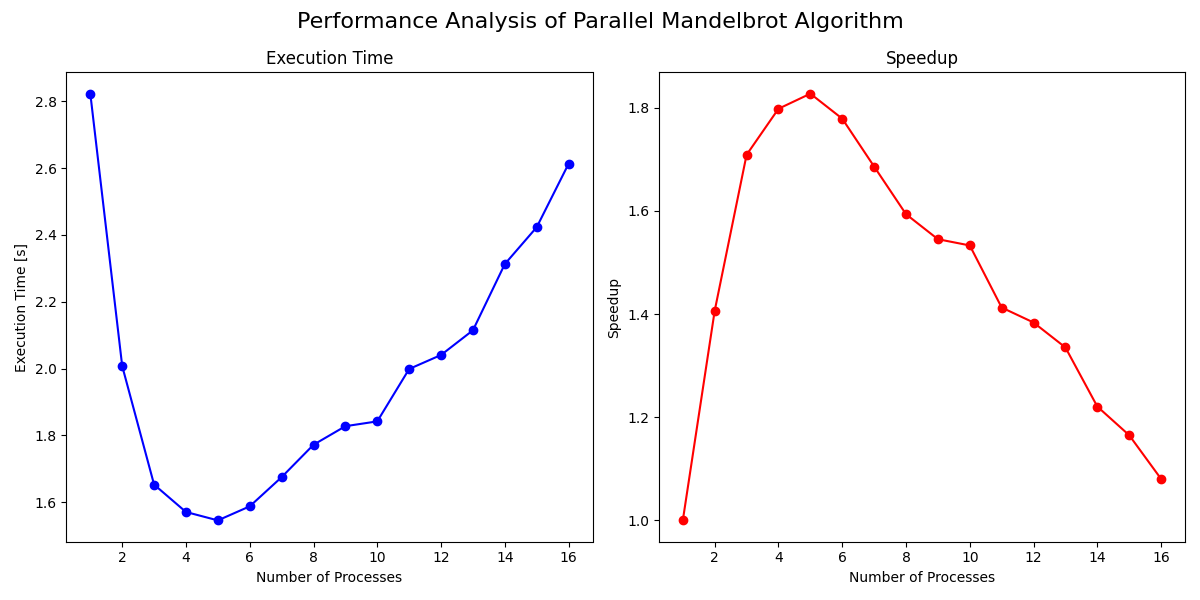 Performance Analysis of Parallel Mandelbrot Algorithm
Execution Time
Execution Time [s]
2.8
2.6
2.4
2.2
2.0
1.8
1.6
2 4 6 8 10 12 14 16
Number of Processes
Speedup
Speedup
1.8
1.6
1.4
1.2
1.0
2 4 6 8 10 12 14 16
Number of Processes